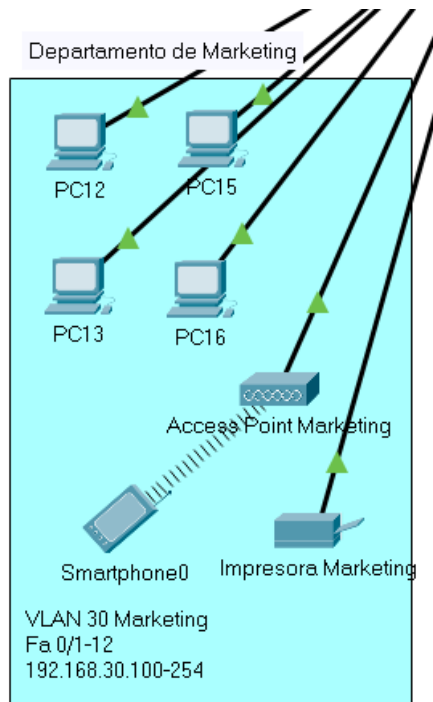 Departamento de Marketing
PC12
PC15
PC13
PC16
Access Point Marketing
Smartphone0
Impresora Marketing
VLAN 30 Marketing
Fa 0/1-12
192.168.30.100-254